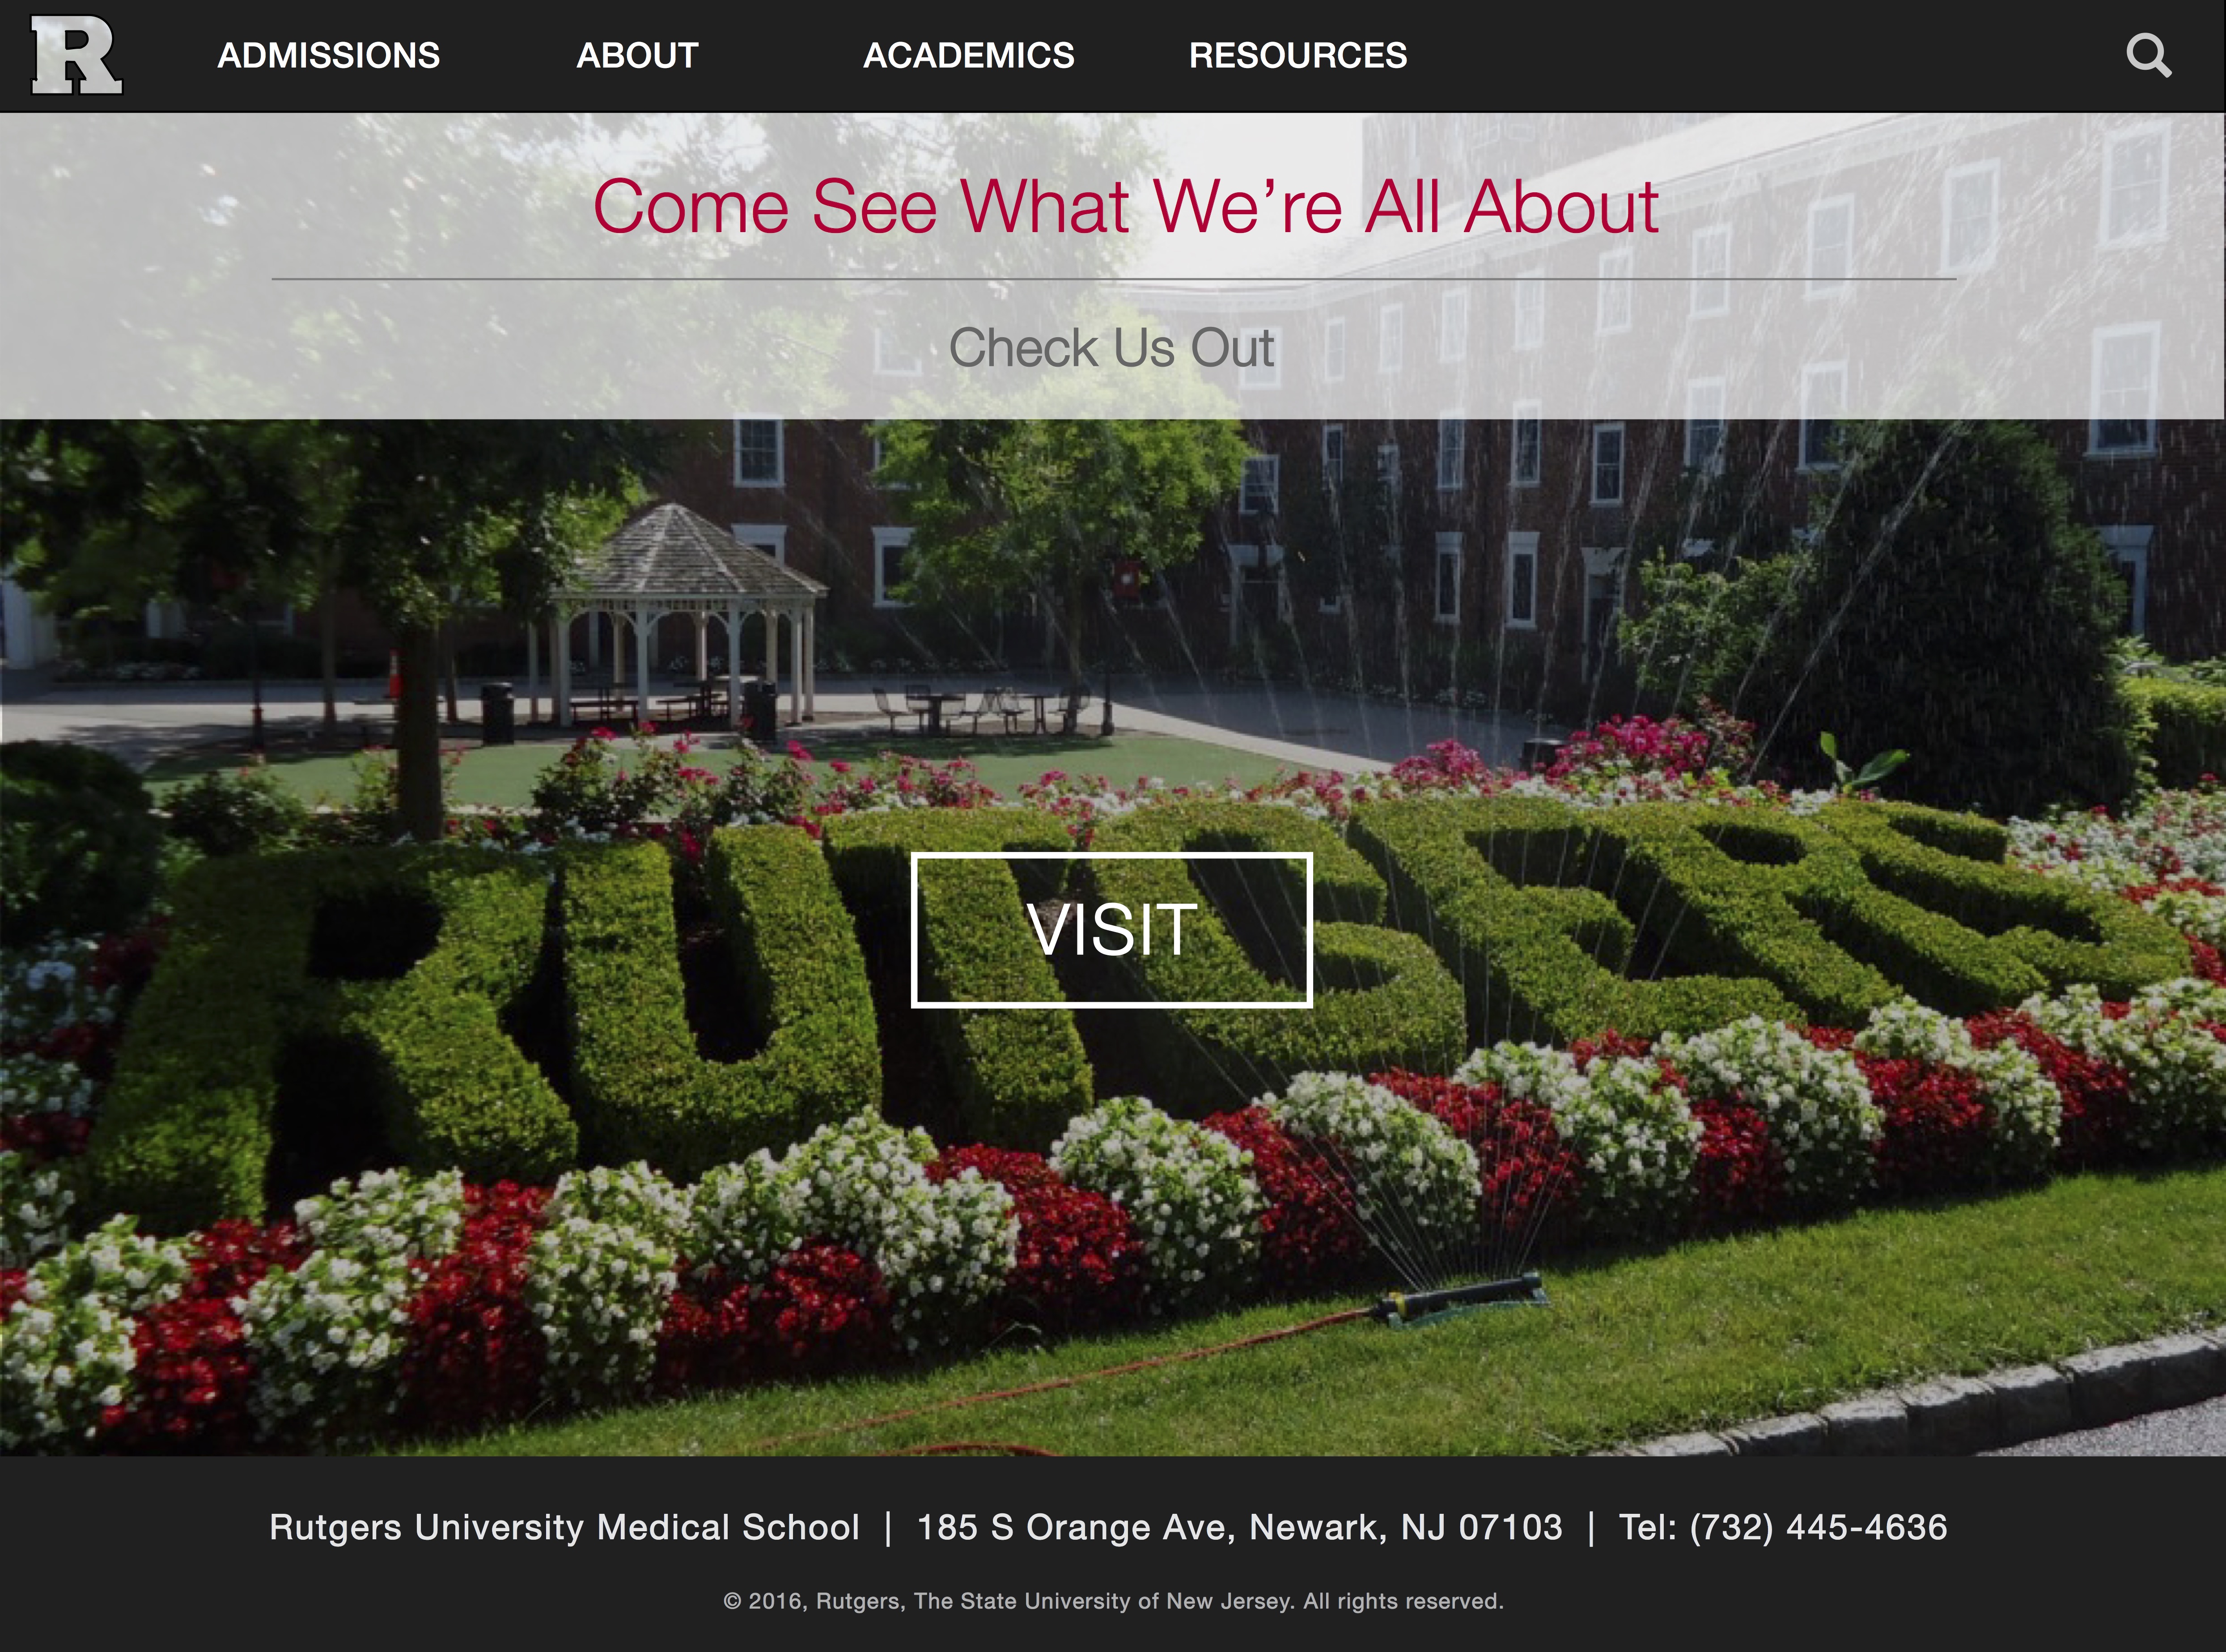 R
ADMISSIONS ABOUT ACADEMICS RESOURCES
Come See What We’re All About
Check Us Out
RUTGERS
VISIT
Rutgers University Medical School | 185 S Orange Ave, Newark, NJ 07103 | Tel: (732) 445-4636
© 2016, Rutgers, The State University of New Jersey. All rights reserved.